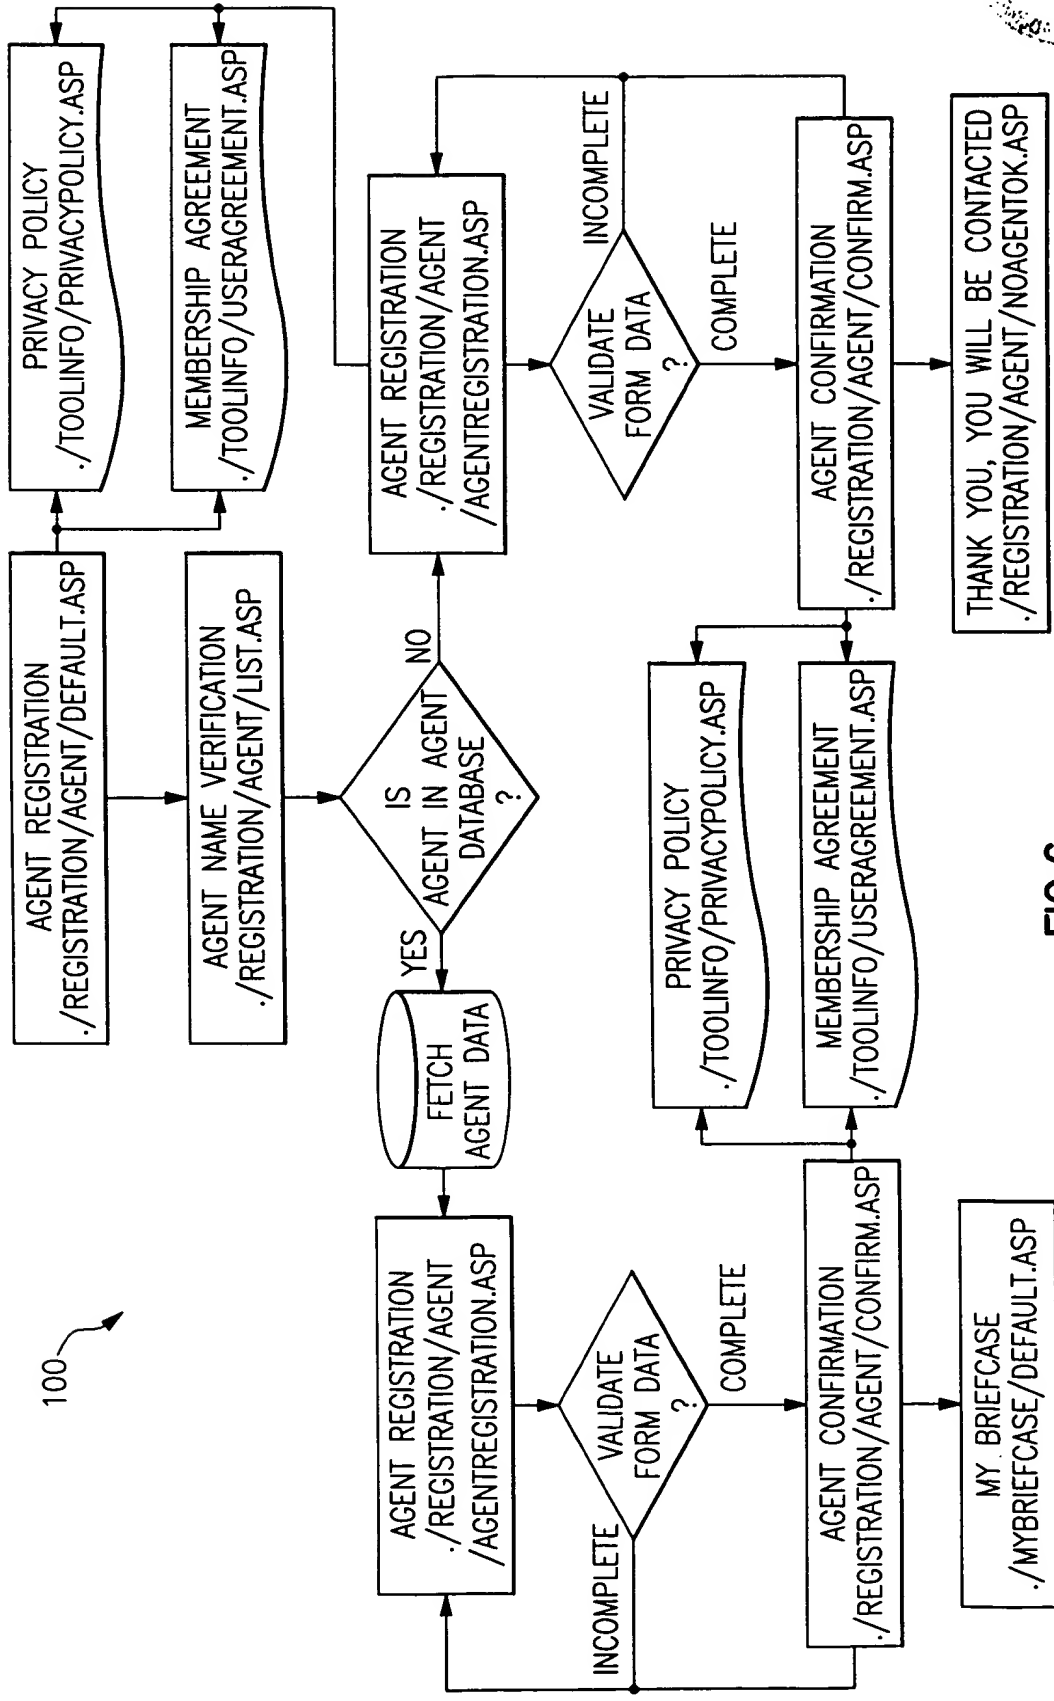 100
AGENT REGISTRATION
./REGISTRATION/AGENT/DEFAULT.ASP
PRIVACY POLICY
./TOOLINFO/PRIVACYPOLICY.ASP
AGENT NAME VERIFICATION
./REGISTRATION/AGENT/LIST.ASP
MEMBERSHIP AGREEMENT
./TOOLINFO/USERAGREEMENT.ASP
AGENT REGISTRATION
./REGISTRATION/AGENT
/AGENTREGISTRATION.ASP
FETCH
AGENT DATA
YES
IS
AGENT IN AGENT
DATABASE
?
NO
AGENT REGISTRATION
./REGISTRATION/AGENT
/AGENTREGISTRATION.ASP
INCOMPLETE
VALIDATE
FORM DATA
?
COMPLETE
VALIDATE
FORM DATA
?
INCOMPLETE
COMPLETE
PRIVACY POLICY
./TOOLINFO/PRIVACYPOLICY.ASP
AGENT CONFIRMATION
./REGISTRATION/AGENT/CONFIRM.ASP
MEMBERSHIP AGREEMENT
./TOOLINFO/USERAGREEMENT.ASP
AGENT CONFIRMATION
./REGISTRATION/AGENT/CONFIRM.ASP
MY BRIEFCASE
./MYBRIEFCASE/DEFAULT.ASP
THANK YOU, YOU WILL BE CONTACTED
./REGISTRATION/AGENT/NOAGENTOK.ASP